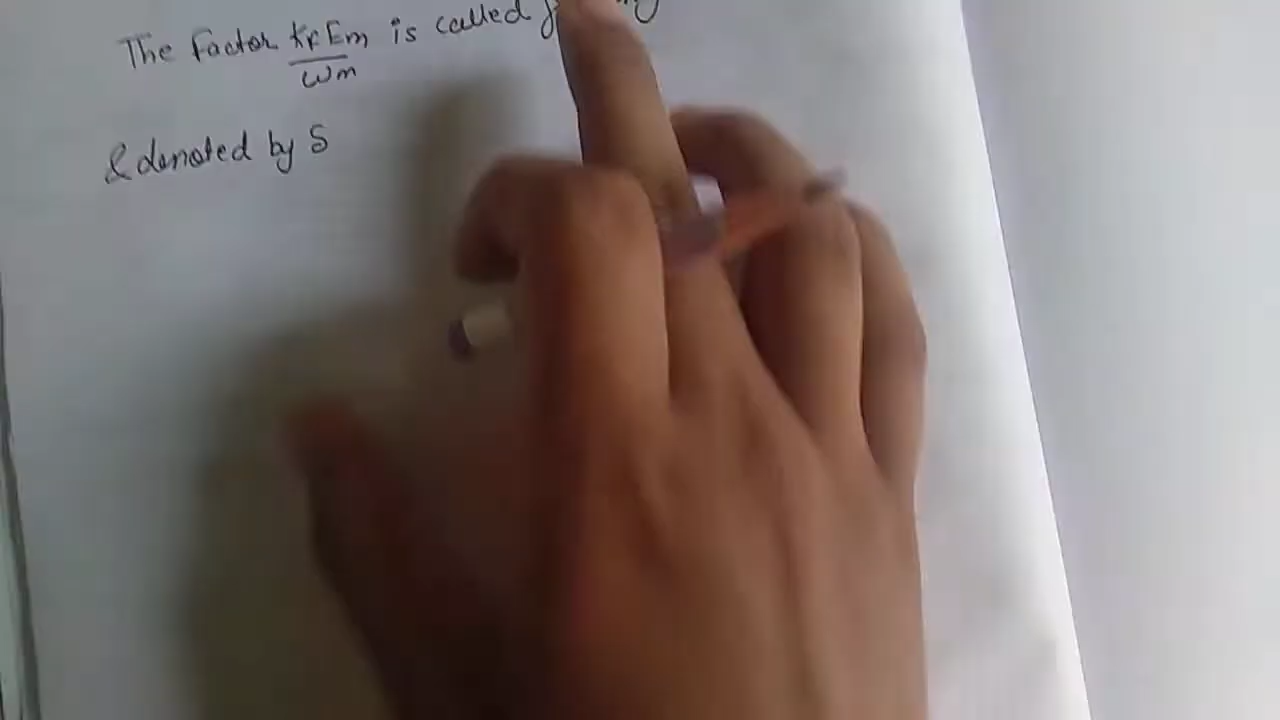 The Factor KfEm/ωm is called
& denoted by S